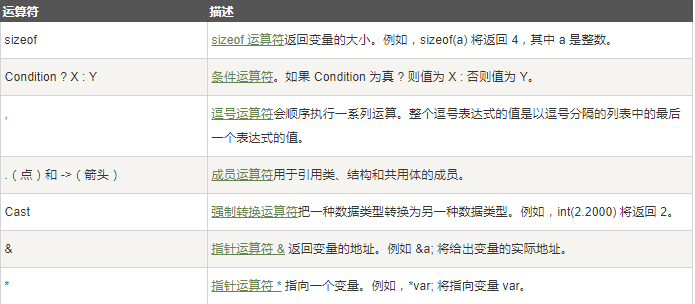 运算符 描述
sizeof sizeof 运算符返回变量的大小。例如，sizeof(a) 将返回 4，其中 a 是整数。
Condition ? X : Y 条件运算符。如果 Condition 为真 ? 则值为 X : 否则值为 Y。
, 逗号运算符会顺序执行一系列运算。整个逗号表达式的值是以逗号分隔的列表中的最后
一个表达式的值。
.（点）和 ->（箭头） 成员运算符用于引用类、结构和共用体的成员。
Cast 强制转换运算符把一种数据类型转换为另一种数据类型。例如，int(2.2000) 将返回 2。
& 指针运算符 & 返回变量的地址。例如 &a; 将给出变量的实际地址。
* 指针运算符 * 指向一个变量。例如，*var; 将指向变量 var。